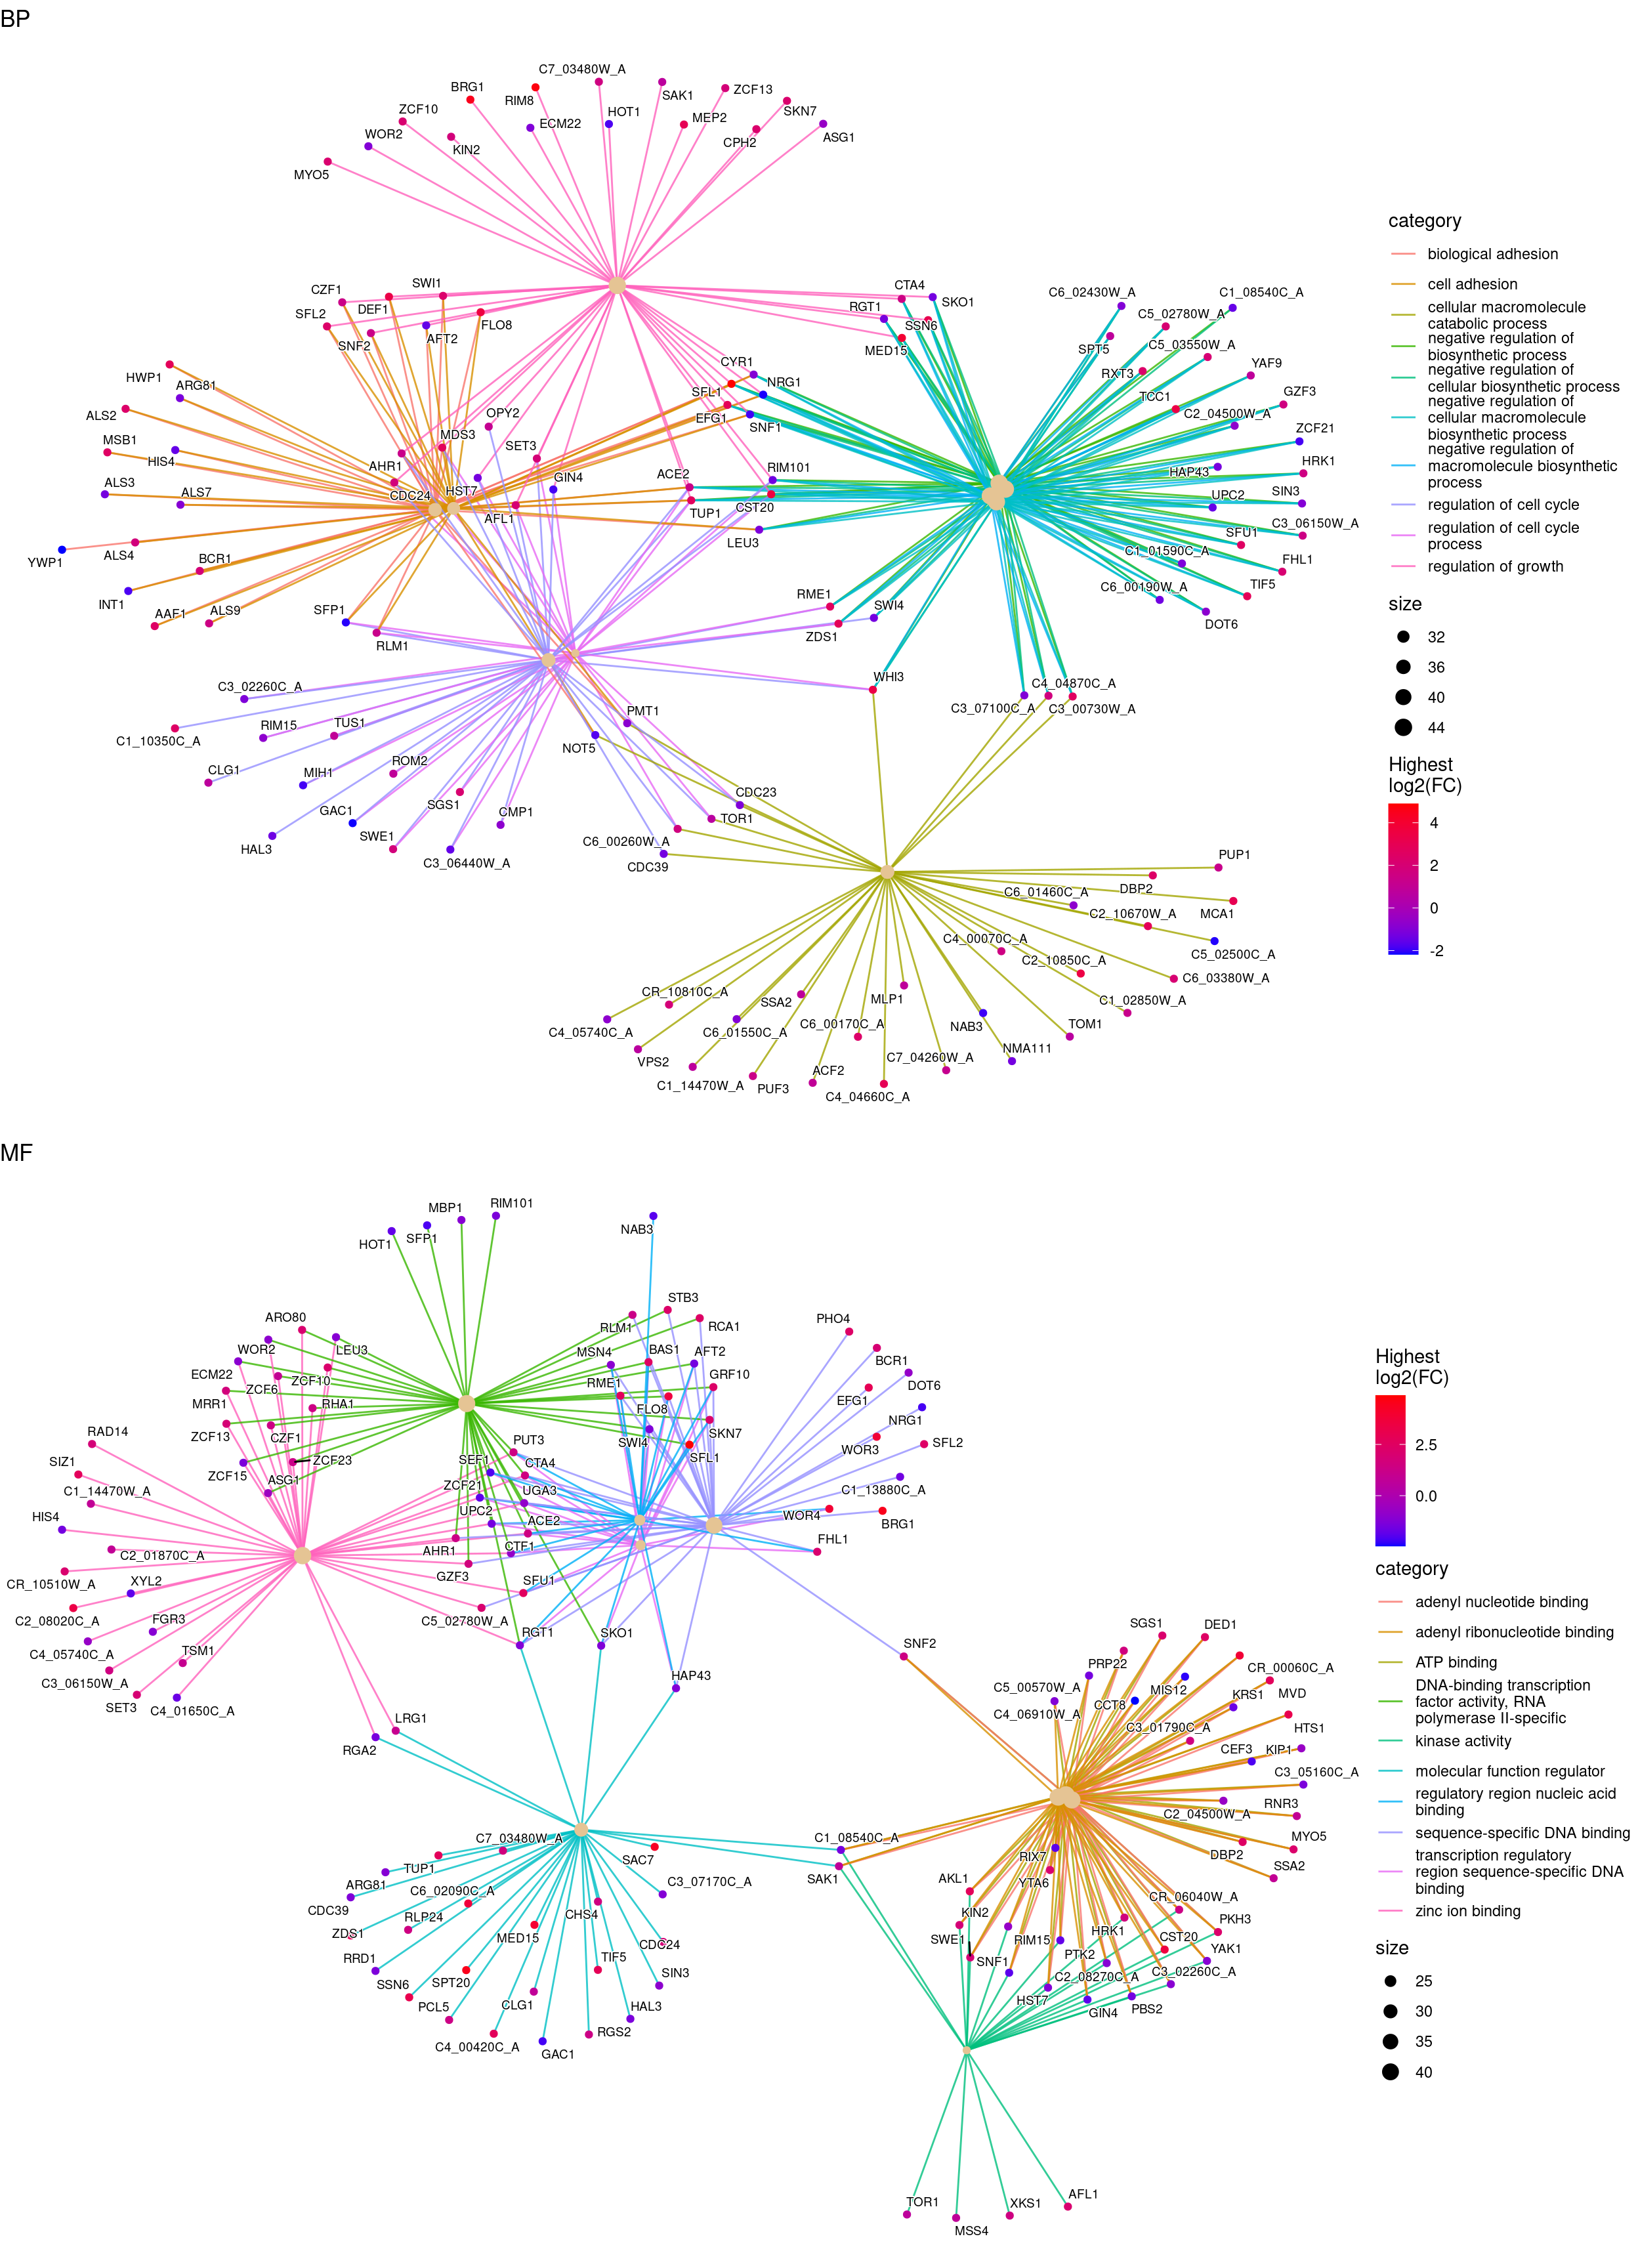 BP
C7_03480W_A
BRG1
RIM8
SAK1
ZCF13
ZCF10
HOT1
MEP2
SKN7
WOR2
ECM22
KIN2
CPH2
ASG1
MYO5
CZF1
SWI1
DEF1
SFL2
FLO8
SNF2
AFT2
CTA4
SKO1
RGT1
SSN6
MED15
C6_02430W_A
C1_08540C_A
C5_02780W_A
SPT5
C5_03550W_A
RXT3
YAF9
TCC1
GZF3
C2_04500W_A
ZCF21
HAP43
HRK1
UPC2
SIN3
C3_06150W_A
SFU1
C1_01590C_A
FHL1
C6_00190W_A
TIF5
DOT6
CYR1
NRG1
SFL1
EFG1
SNF1
HWP1
ARG81
ALS2
MSB1
HIS4
ALS3
ALS7
OPY2
MDS3
SET3
AHR1
GIN4
CDC24
HST7
AFL1
ACE2
RIM101
TUP1
CST20
LEU3
YWP1
ALS4
BCR1
INT1
AAF1
ALS9
SFP1
RLM1
RME1
SWI4
ZDS1
WHI3
C4_04870C_A
C3_07100C_A
C3_00730W_A
C3_02260C_A
RIM15
TUS1
C1_10350C_A
CLG1
MIH1
ROM2
PMT1
NOT5
GAC1
SGS1
CMP1
SWE1
HAL3
C3_06440W_A
CDC23
TOR1
C6_00260W_A
CDC39
PUP1
DBP2
C6_01460C_A
MCA1
C2_10670W_A
C4_00070C_A
C5_02500C_A
C2_10850C_A
C6_03380W_A
C1_02850W_A
CR_10810C_A
SSA2
MLP1
C4_05740C_A
C6_01550C_A
C6_00170C_A
NAB3
TOM1
VPS2
C7_04260W_A
NMA111
C1_14470W_A
PUF3
ACF2
C4_04660C_A
category
biological adhesion
cell adhesion
cellular macromolecule
catabolic process
negative regulation of
biosynthetic process
negative regulation of
cellular biosynthetic process
negative regulation of
cellular macromolecule
biosynthetic process
negative regulation of
macromolecule biosynthetic
process
regulation of cell cycle
regulation of cell cycle
process
regulation of growth
size
32
36
40
44
Highest
log2(FC)
4
2
0
-2
MF
MBP1
RIM101
HOT1
SFP1
NAB3
ARO80
WOR2
LEU3
ECM22
ZCF6
ZCF10
MRR1
RHA1
ZCF13
CZF1
ZCF23
ZCF15
ASG1
STB3
RLM1
RCA1
MSN4
BAS1
AFT2
RME1
GRF10
FLO8
SWI4
SKN7
SFL1
PHO4
BCR1
DOT6
EFG1
NRG1
WOR3
SFL2
C1_13880C_A
WOR4
BRG1
FHL1
RAD14
SIZ1
C1_14470W_A
HIS4
C2_01870C_A
CR_10510W_A
XYL2
C2_08020C_A
FGR3
C4_05740C_A
TSM1
C3_06150W_A
SET3
C4_01650C_A
PUT3
SEF1
CTA4
ZCF21
UGA3
UPC2
ACE2
AHR1
CTF1
GZF3
SFU1
C5_02780W_A
RGT1
SKO1
HAP43
SNF2
LRG1
RGA2
C7_03480W_A
TUP1
SAC7
ARG81
C6_02090C_A
C3_07170C_A
CDC39
RLP24
CHS4
ZDS1
MED15
CDC24
RRD1
TIF5
SIN3
SSN6
SPT20
PCL5
CLG1
HAL3
C4_00420C_A
GAC1
RGS2
C1_08540C_A
SAK1
SGS1
DED1
PRP22
CR_00060C_A
C5_00570W_A
MIS12
CCT8
KRS1
MVD
C4_06910W_A
C3_01790C_A
HTS1
CEF3
KIP1
C3_05160C_A
C2_04500W_A
RNR3
MYO5
DBP2
SSA2
RIX7
YTA6
AKL1
CR_06040W_A
KIN2
HRK1
PKH3
SWE1
RIM15
CST20
SNF1
PTK2
YAK1
C2_08270C_A
C3_02260C_A
HST7
GIN4
PBS2
TOR1
MSS4
XKS1
AFL1
Highest
log2(FC)
2.5
0.0
category
adenyl nucleotide binding
adenyl ribonucleotide binding
ATP binding
DNA-binding transcription
factor activity, RNA
polymerase II-specific
kinase activity
molecular function regulator
regulatory region nucleic acid
binding
sequence-specific DNA binding
transcription regulatory
region sequence-specific DNA
binding
zinc ion binding
size
25
30
35
40